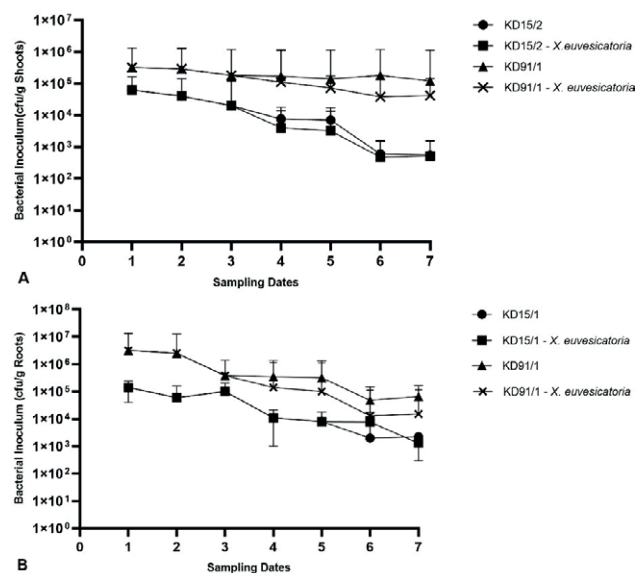 1×10⁷
1×10⁶
1×10⁵
1×10⁴
1×10³
1×10²
1×10¹
1×10⁰
Bacterial Inoculum(cfu/g Shoots)
0 1 2 3 4 5 6 7
Sampling Dates
A
KD15/2
KD15/2 - X.euvesicatoria
KD91/1
KD91/1 - X. euvesicatoria
1×10⁸
1×10⁷
1×10⁶
1×10⁵
1×10⁴
1×10³
1×10²
1×10¹
1×10⁰
Bacterial Inoculum (cfu/g Roots)
0 1 2 3 4 5 6 7
Sampling Dates
B
KD15/1
KD15/1 - X. euvesicatoria
KD91/1
KD91/1 - X. euvesicatoria